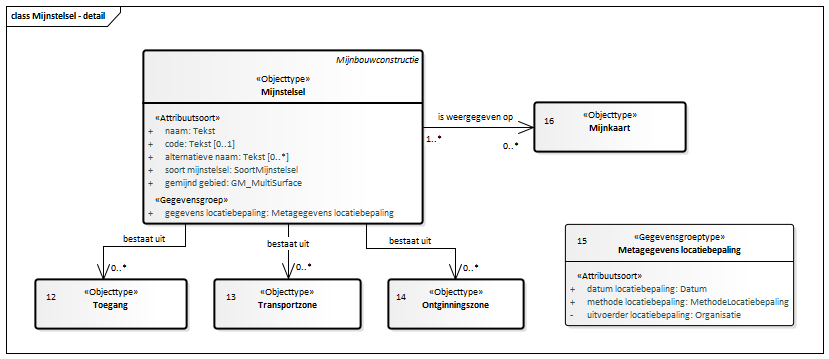 class Mijnstelsel - detail
Mijnbouwconstructie
«Objecttype»
Mijnstelsel
«Attribuutsoort»
+ naam: Tekst
+ code: Tekst [0..1]
+ alternatieve naam: Tekst [0..*]
+ soort mijnstelsel: SoortMijnstelsel
+ gemijnd gebied: GM_MultiSurface
«Gegevensgroep»
+ gegevens locatiebepaling: Metagegevens locatiebepaling
is weergegeven op
1..*
0..*
16
«Objecttype»
Mijnkaart
bestaat uit
0..*
bestaat uit
0..*
bestaat uit
0..*
12
«Objecttype»
Toegang
13
«Objecttype»
Transportzone
14
«Objecttype»
Ontginningszone
15
«Gegevensgroeptype»
Metagegevens locatiebepaling
«Attribuutsoort»
+ datum locatiebepaling: Datum
+ methode locatiebepaling: MethodeLocatiebepaling
- uitvoerder locatiebepaling: Organisatie